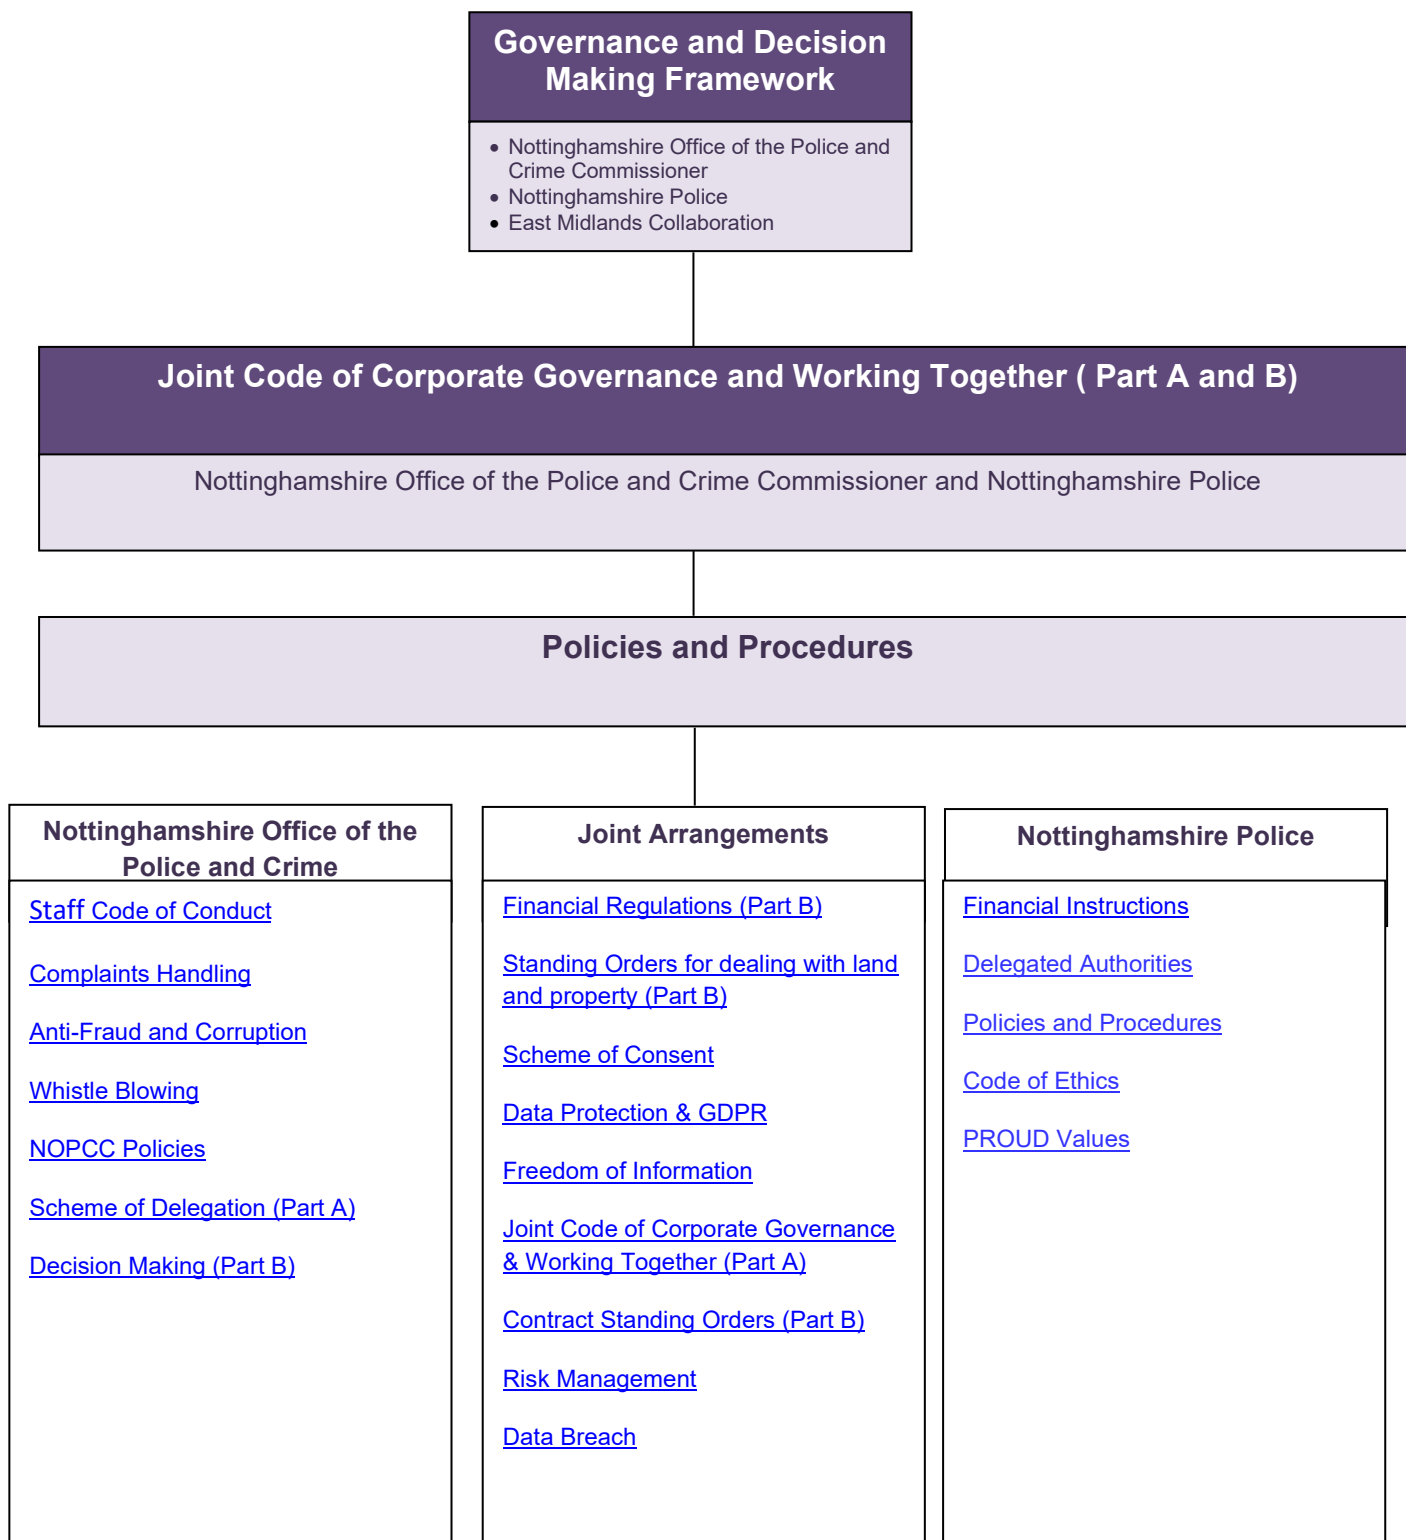 Governance and Decision
Making Framework
• Nottinghamshire Office of the Police and
Crime Commissioner
• Nottinghamshire Police
• East Midlands Collaboration
Joint Code of Corporate Governance and Working Together ( Part A and B)
Nottinghamshire Office of the Police and Crime Commissioner and Nottinghamshire Police
Policies and Procedures
Nottinghamshire Office of the
Police and Crime
Staff Code of Conduct
Complaints Handling
Anti-Fraud and Corruption
Whistle Blowing
NOPCC Policies
Scheme of Delegation (Part A)
Decision Making (Part B)
Joint Arrangements
Financial Regulations (Part B)
Standing Orders for dealing with land
and property (Part B)
Scheme of Consent
Data Protection & GDPR
Freedom of Information
Joint Code of Corporate Governance
& Working Together (Part A)
Contract Standing Orders (Part B)
Risk Management
Data Breach
Nottinghamshire Police
Financial Instructions
Delegated Authorities
Policies and Procedures
Code of Ethics
PROUD Values